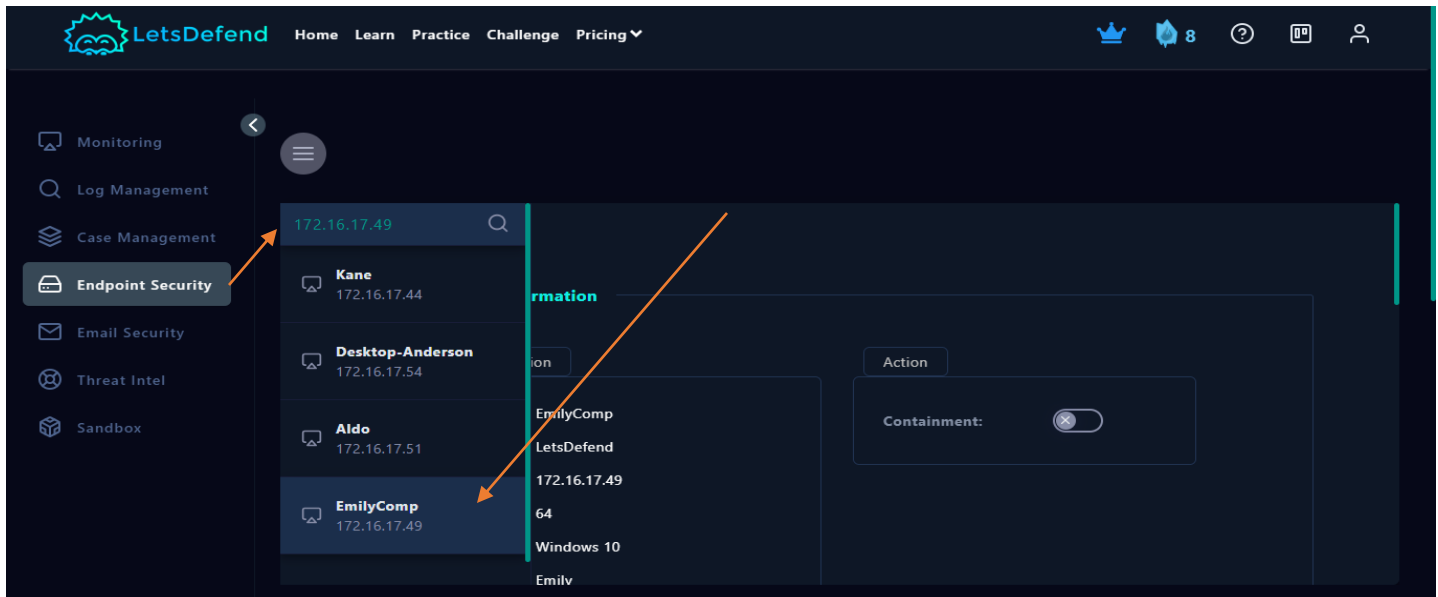 LetsDefend Home Learn Practice Challenge Pricing 8
Monitoring
Log Management
Case Management
Endpoint Security
Email Security
Threat Intel
Sandbox
172.16.17.49
Kane
172.16.17.44
Desktop-Anderson
172.16.17.54
Aldo
172.16.17.51
EmilyComp
172.16.17.49
rmation
ion
EmilyComp
LetsDefend
172.16.17.49
64
Windows 10
Emily
Action
Containment: